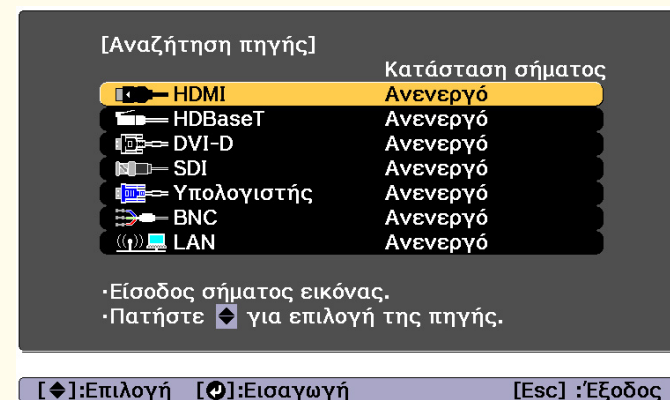 [Αναζήτηση πηγής]
Κατάσταση σήματος
HDMI Ανενεργό
HDBaseT Ανενεργό
DVI-D Ανενεργό
SDI Ανενεργό
Υπολογιστής Ανενεργό
BNC Ανενεργό
LAN Ανενεργό
·Είσοδος σήματος εικόνας.
·Πατήστε για επιλογή της πηγής.
[◆]:Επιλογή [⏎]:Εισαγωγή [Esc] :Έξοδος